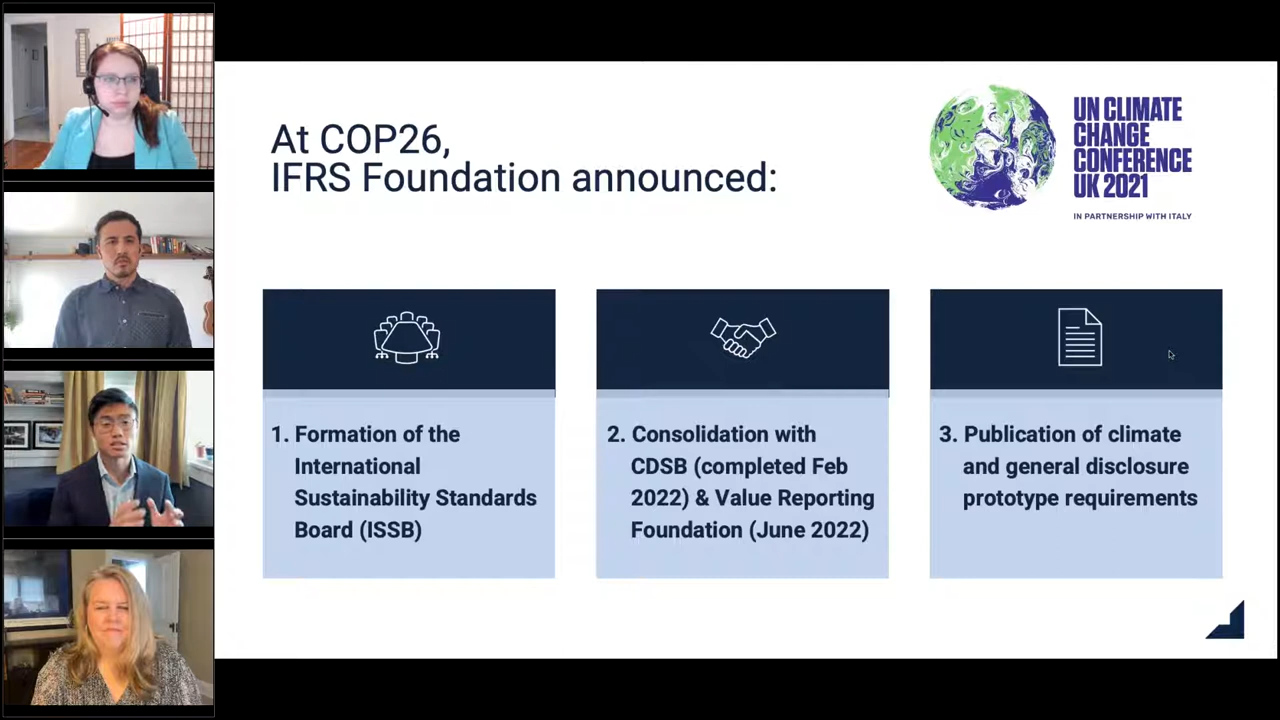 At COP26,
IFRS Foundation announced:
UN CLIMATE
CHANGE
CONFERENCE
UK 2021
IN PARTNERSHIP WITH ITALY
1. Formation of the
International
Sustainability Standards
Board (ISSB)
2. Consolidation with
CDSB (completed Feb
2022) & Value Reporting
Foundation (June 2022)
3. Publication of climate
and general disclosure
prototype requirements